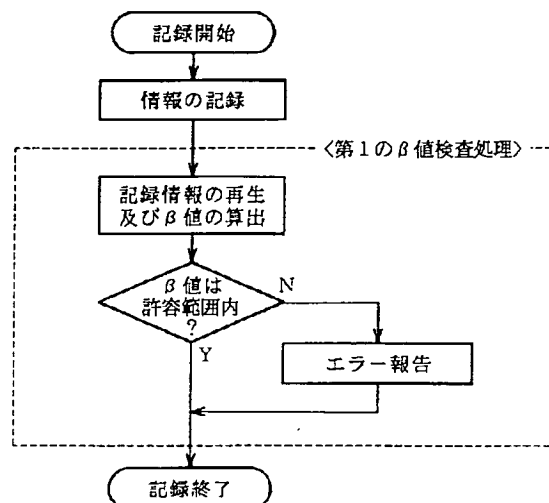 記録開始
情報の記録
〈第1のβ値検査処理〉
記録情報の再生
及びβ値の算出
β値は
許容範囲内
?
N
Y
エラー報告
記録終了